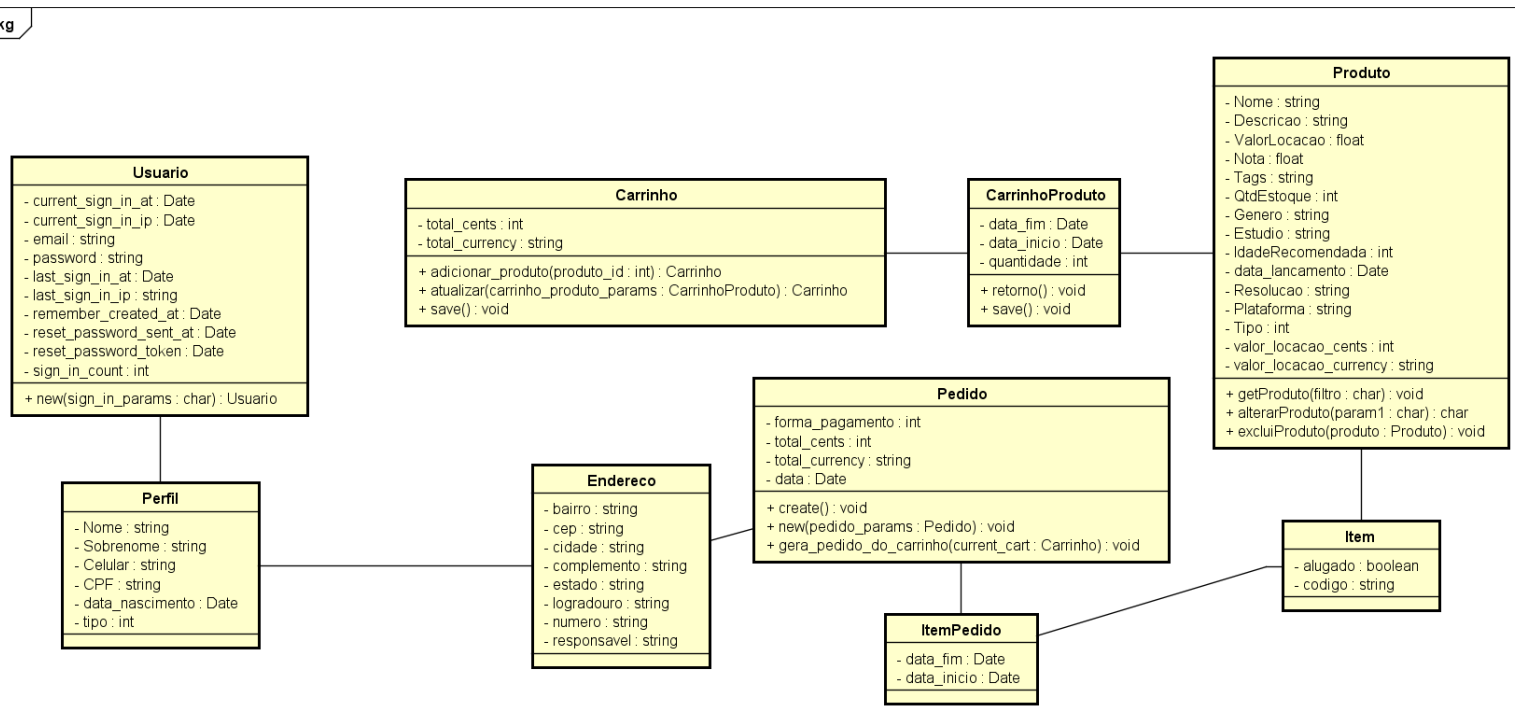 kg
Usuario
- current_sign_in_at : Date
- current_sign_in_ip : Date
- email : string
- password : string
- last_sign_in_at : Date
- last_sign_in_ip : string
- remember_created_at : Date
- reset_password_sent_at : Date
- reset_password_token : Date
- sign_in_count : int
+ new(sign_in_params : char) : Usuario
Perfil
- Nome : string
- Sobrenome : string
- Celular : string
- CPF : string
- data_nascimento : Date
- tipo : int
Carrinho
- total_cents : int
- total_currency : string
+ adicionar_produto(produto_id : int) : Carrinho
+ atualizar(carrinho_produto_params : CarrinhoProduto) : Carrinho
+ save() : void
CarrinhoProduto
- data_fim : Date
- data_inicio : Date
- quantidade : int
+ retorno() : void
+ save() : void
Produto
- Nome : string
- Descricao : string
- ValorLocacao : float
- Nota : float
- Tags : string
- QtdEstoque : int
- Genero : string
- Estudio : string
- IdadeRecomendada : int
- data_lancamento : Date
- Resolucao : string
- Plataforma : string
- Tipo : int
- valor_locacao_cents : int
- valor_locacao_currency : string
+ getProduto(filtro : char) : void
+ alterarProduto(param1 : char) : char
+ excluiProduto(produto : Produto) : void
Endereco
- bairro : string
- cep : string
- cidade : string
- complemento : string
- estado : string
- logradouro : string
- numero : string
- responsavel : string
Pedido
- forma_pagamento : int
- total_cents : int
- total_currency : string
- data : Date
+ create() : void
+ new(pedido_params : Pedido) : void
+ gera_pedido_do_carrinho(current_cart : Carrinho) : void
ItemPedido
- data_fim : Date
- data_inicio : Date
Item
- alugado : boolean
- codigo : string